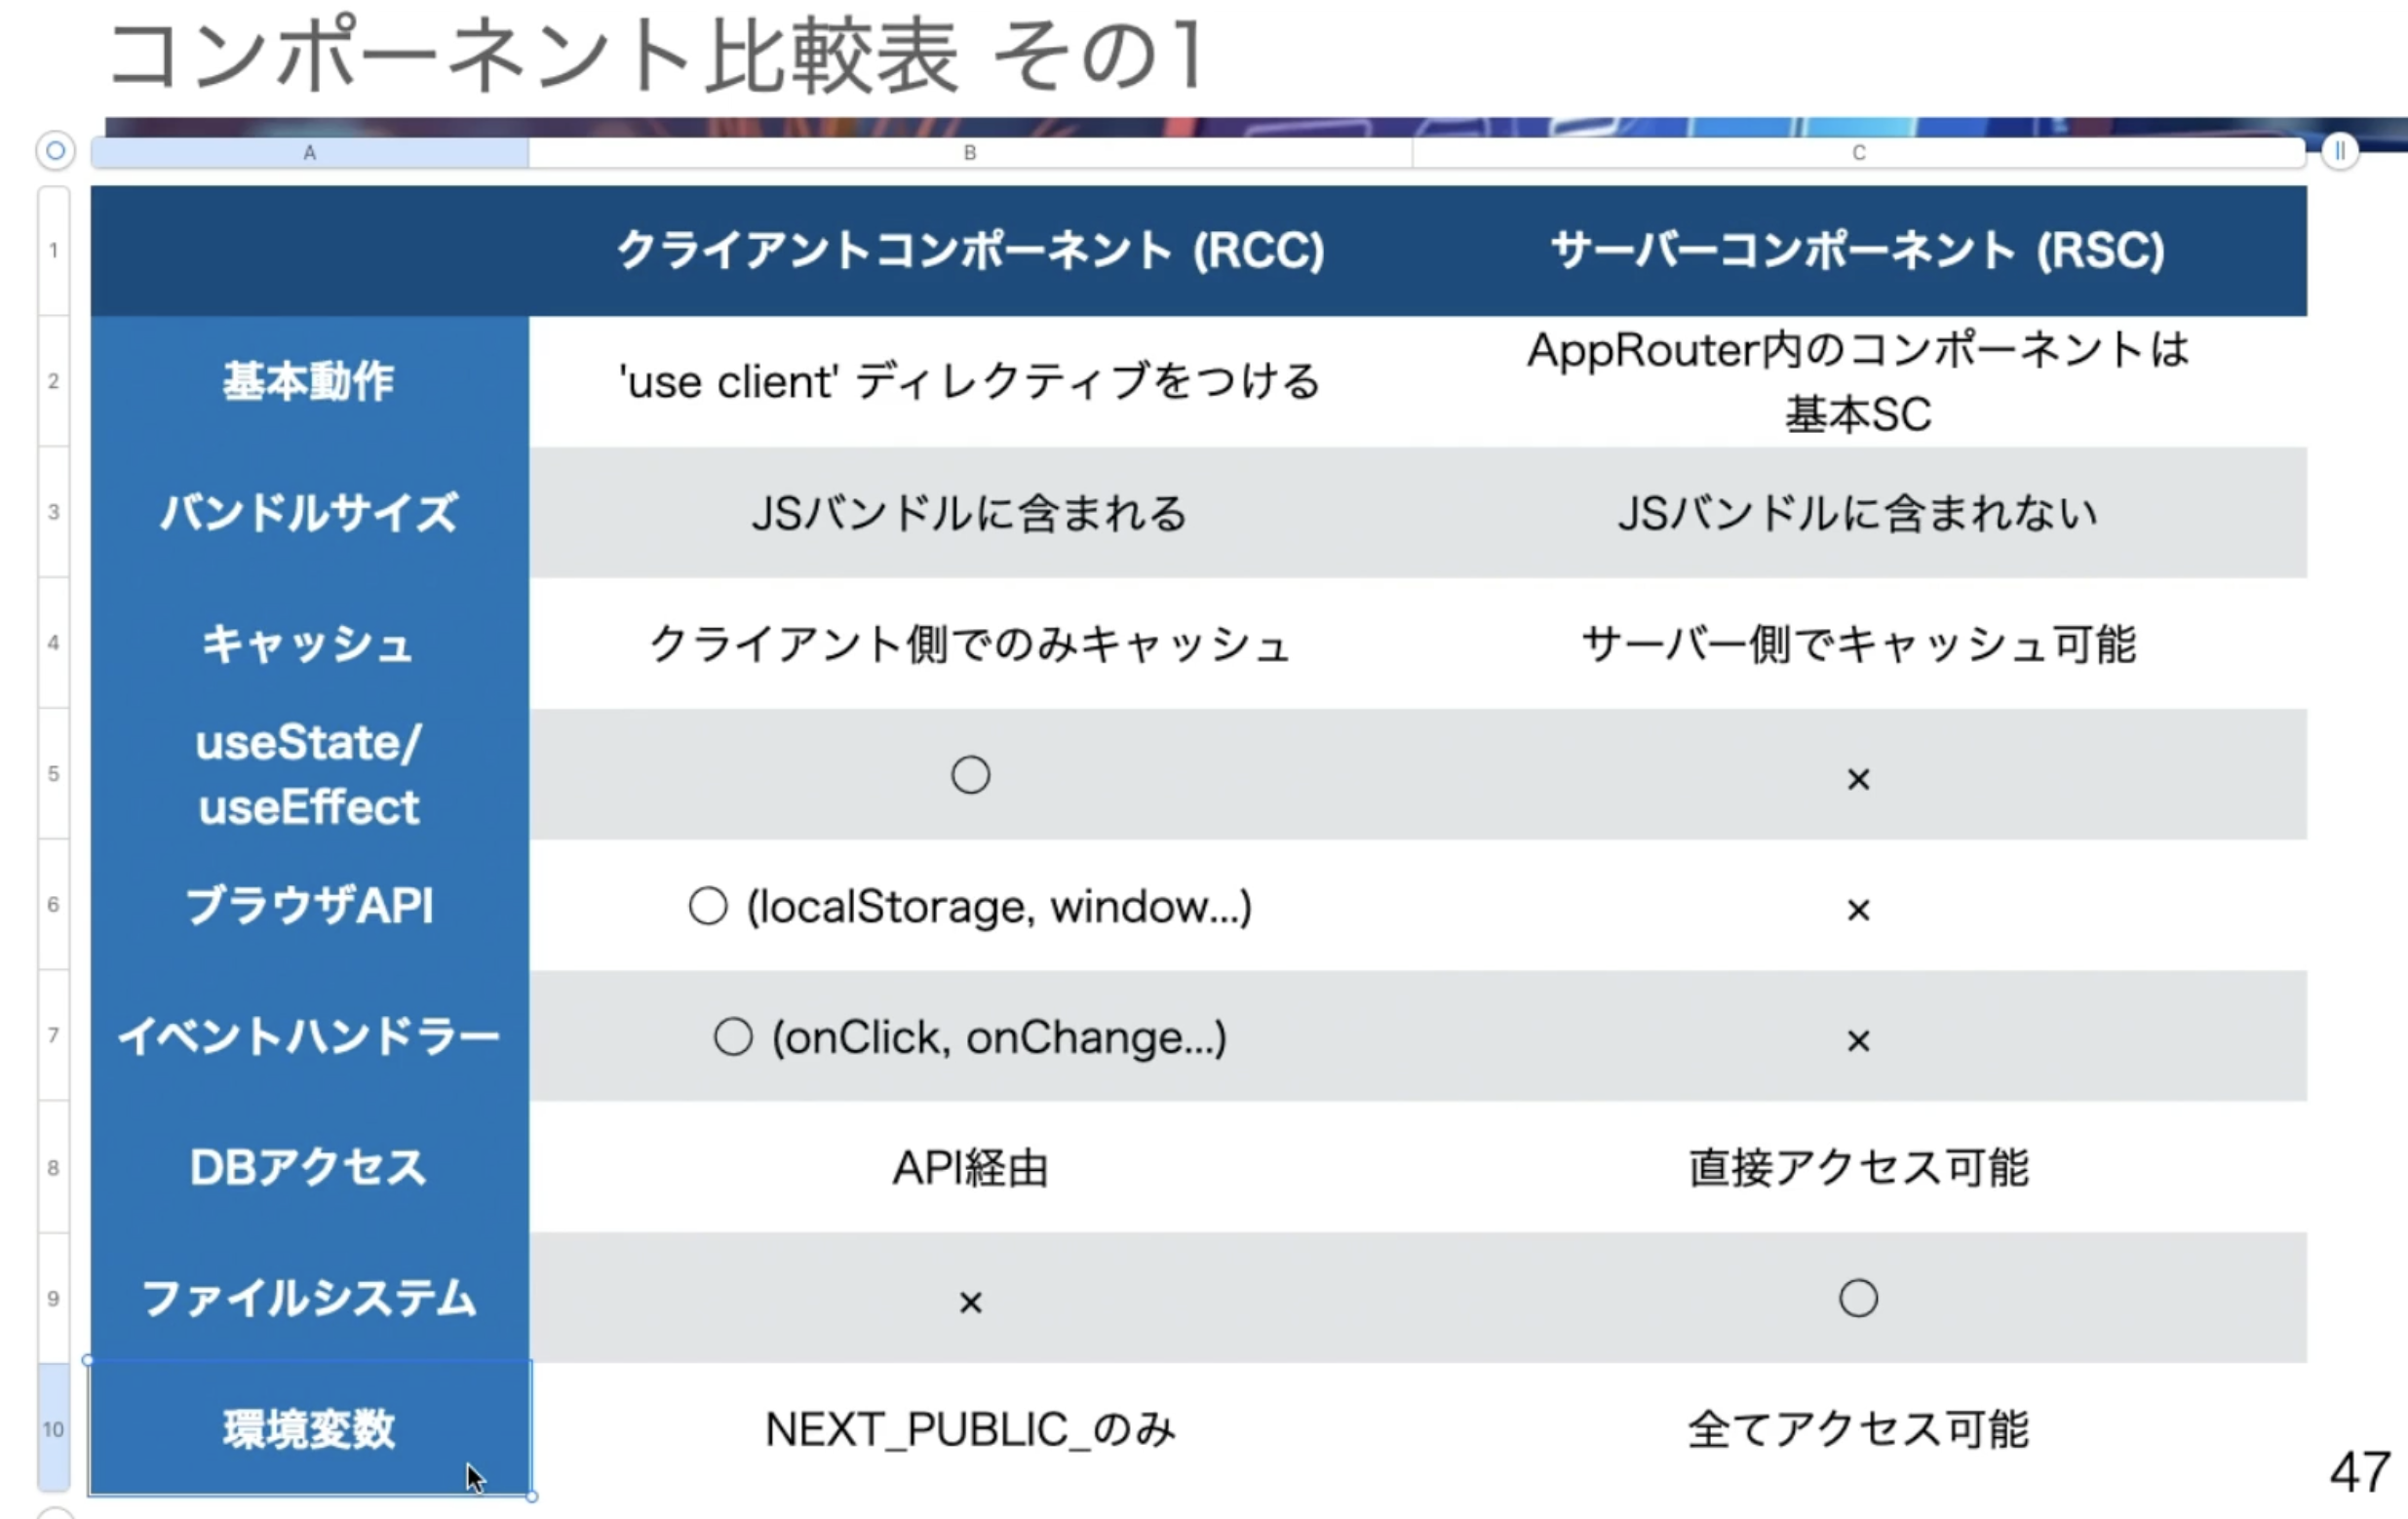 コンポーネント比較表 その1
A B C
1 クライアントコンポーネント (RCC) サーバーコンポーネント (RSC)
2 基本動作 'use client' ディレクティブをつける AppRouter内のコンポーネントは
基本SC
3 バンドルサイズ JSバンドルに含まれる JSバンドルに含まれない
4 キャッシュ クライアント側でのみキャッシュ サーバー側でキャッシュ可能
useState/
5 useEffect ○ ×
6 ブラウザAPI ○ (localStorage, window...) ×
7 イベントハンドラー ○ (onClick, onChange...) ×
8 DBアクセス API経由 直接アクセス可能
9 ファイルシステム × ○
10 環境変数 NEXT_PUBLIC_のみ 全てアクセス可能
47